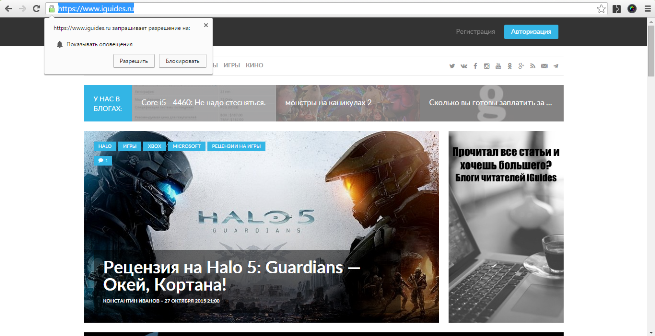 https://www.iguides.ru
https://www.iguides.ru запрашивает разрешение на:
Показывать оповещения
Разрешить Блокировать
Регистрация Авторизация
ИГРЫ КИНО
У НАС В
БЛОГАХ:
Core i5 4460: Не надо стесняться.
монстры на каникулах 2
Сколько вы готовы заплатить за ...
HALO ИГРЫ XBOX MICROSOFT РЕЦЕНЗИИ НА ИГРЫ
HALO 5
GUARDIANS
Рецензия на Halo 5: Guardians —
Окей, Кортана!
КОНСТАНТИН ИВАНОВ - 27 ОКТЯБРЯ 2015 21:00
Прочитал все статьи и
хочешь большего?
Блоги читателей iGuides